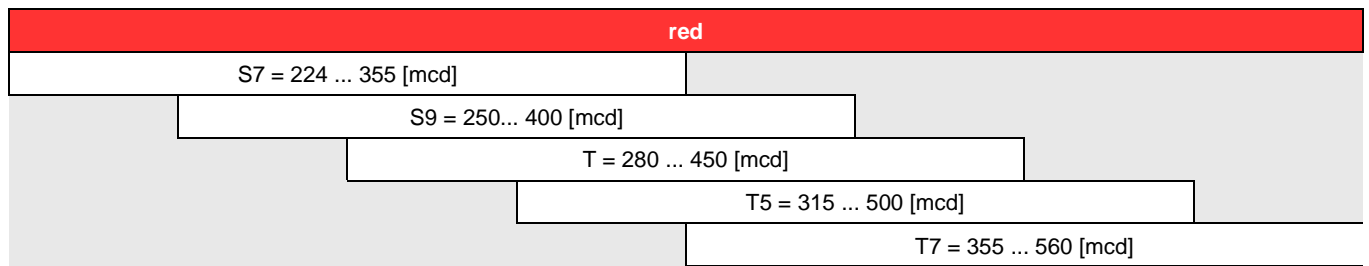 red
S7 = 224 ... 355 [mcd]
S9 = 250... 400 [mcd]
T = 280 ... 450 [mcd]
T5 = 315 ... 500 [mcd]
T7 = 355 ... 560 [mcd]